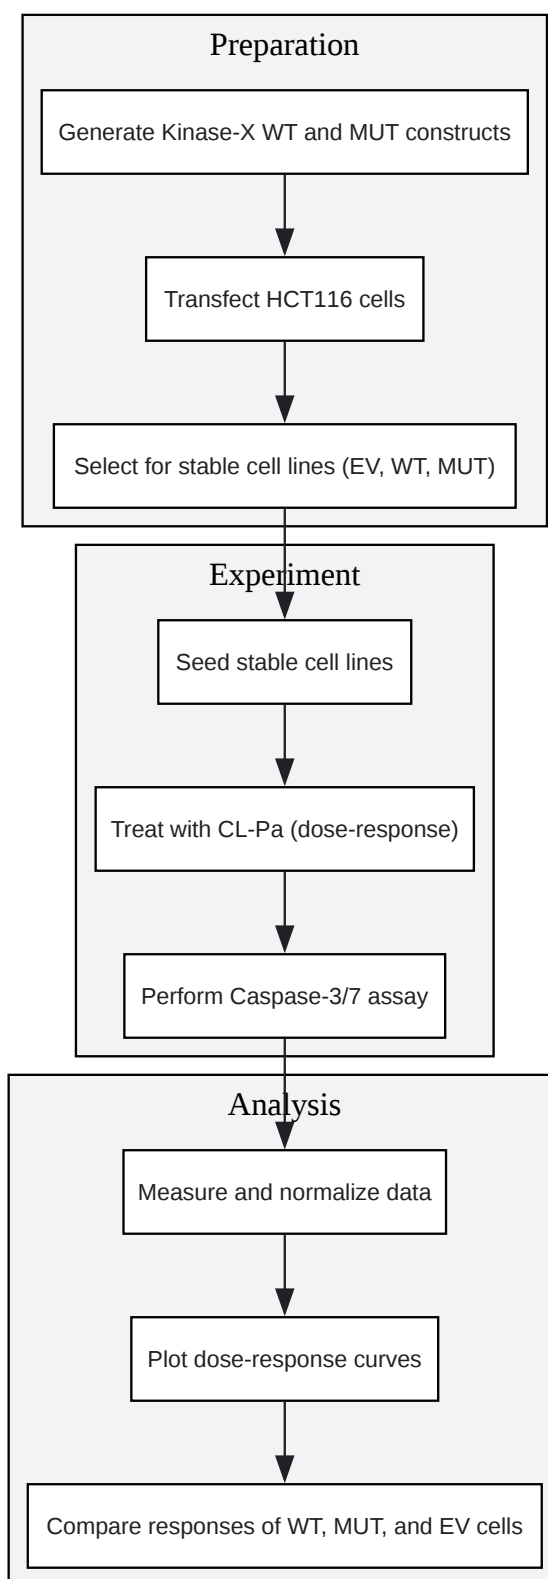 Preparation
Generate Kinase-X WT and MUT constructs
Transfect HCT116 cells
Select for stable cell lines (EV, WT, MUT)
Experiment
Seed stable cell lines
Treat with CL-Pa (dose-response)
Perform Caspase-3/7 assay
Analysis
Measure and normalize data
Plot dose-response curves
Compare responses of WT, MUT, and EV cells